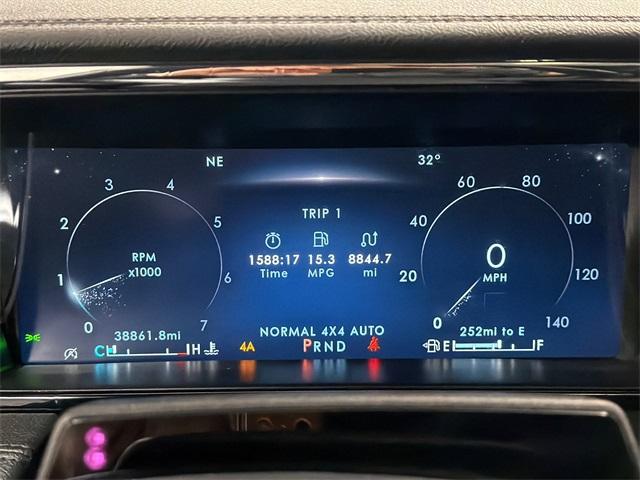 NE
32°
TRIP 1
1588:17 15.3 8844.7
Time MPG mi
0 1 2 3 4 5 6 7
RPM
x1000
0 20 40 60 80 100 120 140
0
MPH
38861.8mi
NORMAL 4X4 AUTO
252mi to E
C H
4A
PRND
E F